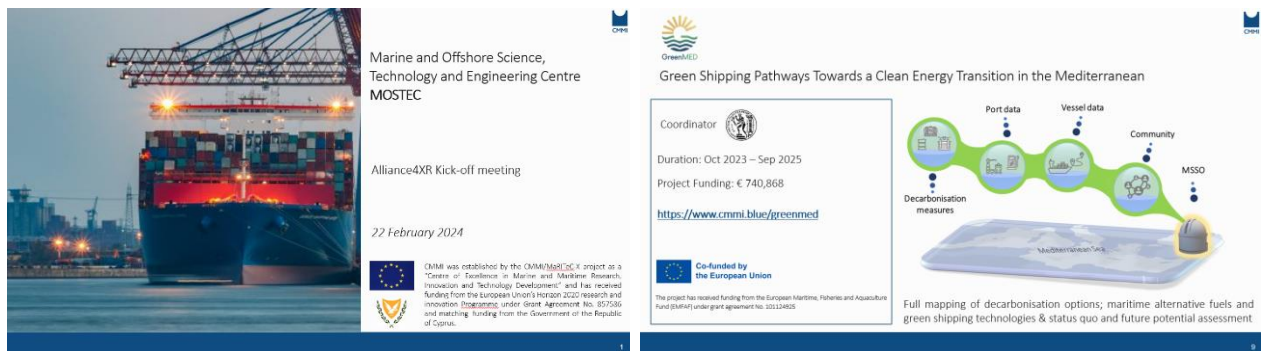 CMMI
Marine and Offshore Science,
Technology and Engineering Centre
MOSTEC
Alliance4XR Kick-off meeting
22 February 2024
CMMI was established by the CMMI/MaRITeC-X project as a
"Centre of Excellence in Marine and Maritime Research,
Innovation and Technology Development" and has received
funding from the European Union's Horizon 2020 research and
innovation Programme under Grant Agreement No. 857586
and matching funding from the Government of the Republic
of Cyprus.
1
GreenMED
CMMI
Green Shipping Pathways Towards a Clean Energy Transition in the Mediterranean
Coordinator
Duration: Oct 2023 – Sep 2025
Project Funding: € 740,868
https://www.cmmi.blue/greenmed
Co-funded by
the European Union
The project has received funding from the European Maritime, Fisheries and Aquaculture
Fund (EMFAF) under grant agreement No. 101124925
Port data
Vessel data
Community
MSSO
Decarbonisation
measures
Mediterranean Sea
Full mapping of decarbonisation options; maritime alternative fuels and
green shipping technologies & status quo and future potential assessment
9